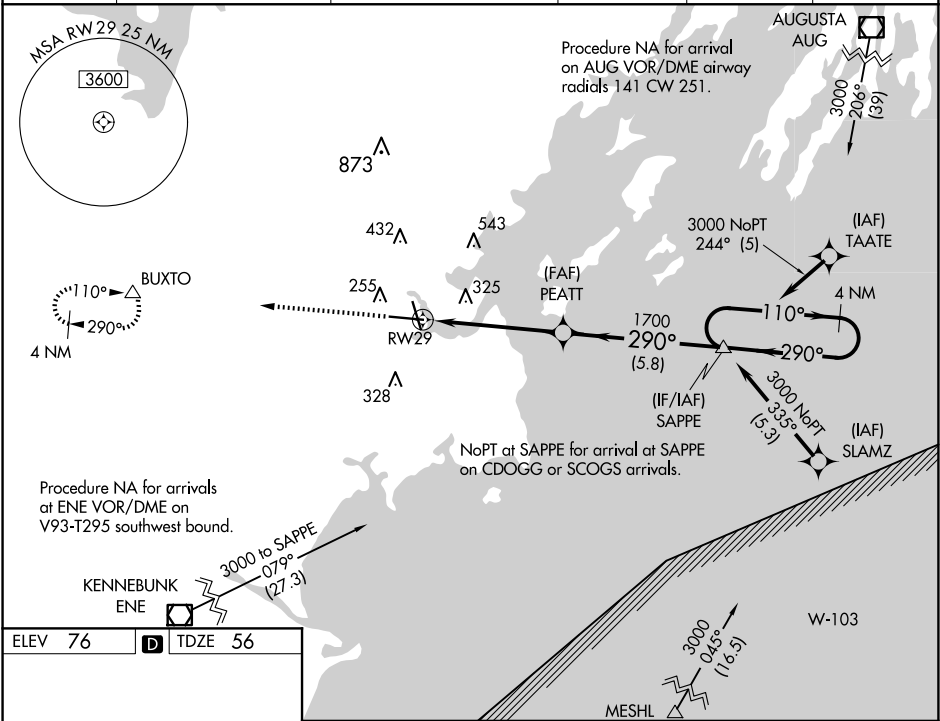 MSA RW 29 25 NM
3600
Procedure NA for arrival
on AUG VOR/DME airway
radials 141 CW 251.
AUGUSTA
AUG
3000
206°
(39)
873
432
543
255
325
328
BUXTO
110°
290°
4 NM
RW29
(FAF)
PEATT
1700
290°
(5.8)
3000 NoPT
244° (5)
(IAF)
TAATE
4 NM
110°
290°
(IF/IAF)
SAPPE
3000 NoPT
335°
(5.3)
(IAF)
SLAMZ
NoPT at SAPPE for arrival at SAPPE
on CDOGG or SCOGS arrivals.
Procedure NA for arrivals
at ENE VOR/DME on
V93-T295 southwest bound.
3000 to SAPPE
079°
(27.3)
KENNEBUNK
ENE
W-103
3000
045°
(16.5)
MESHL
ELEV 76 D TDZE 56